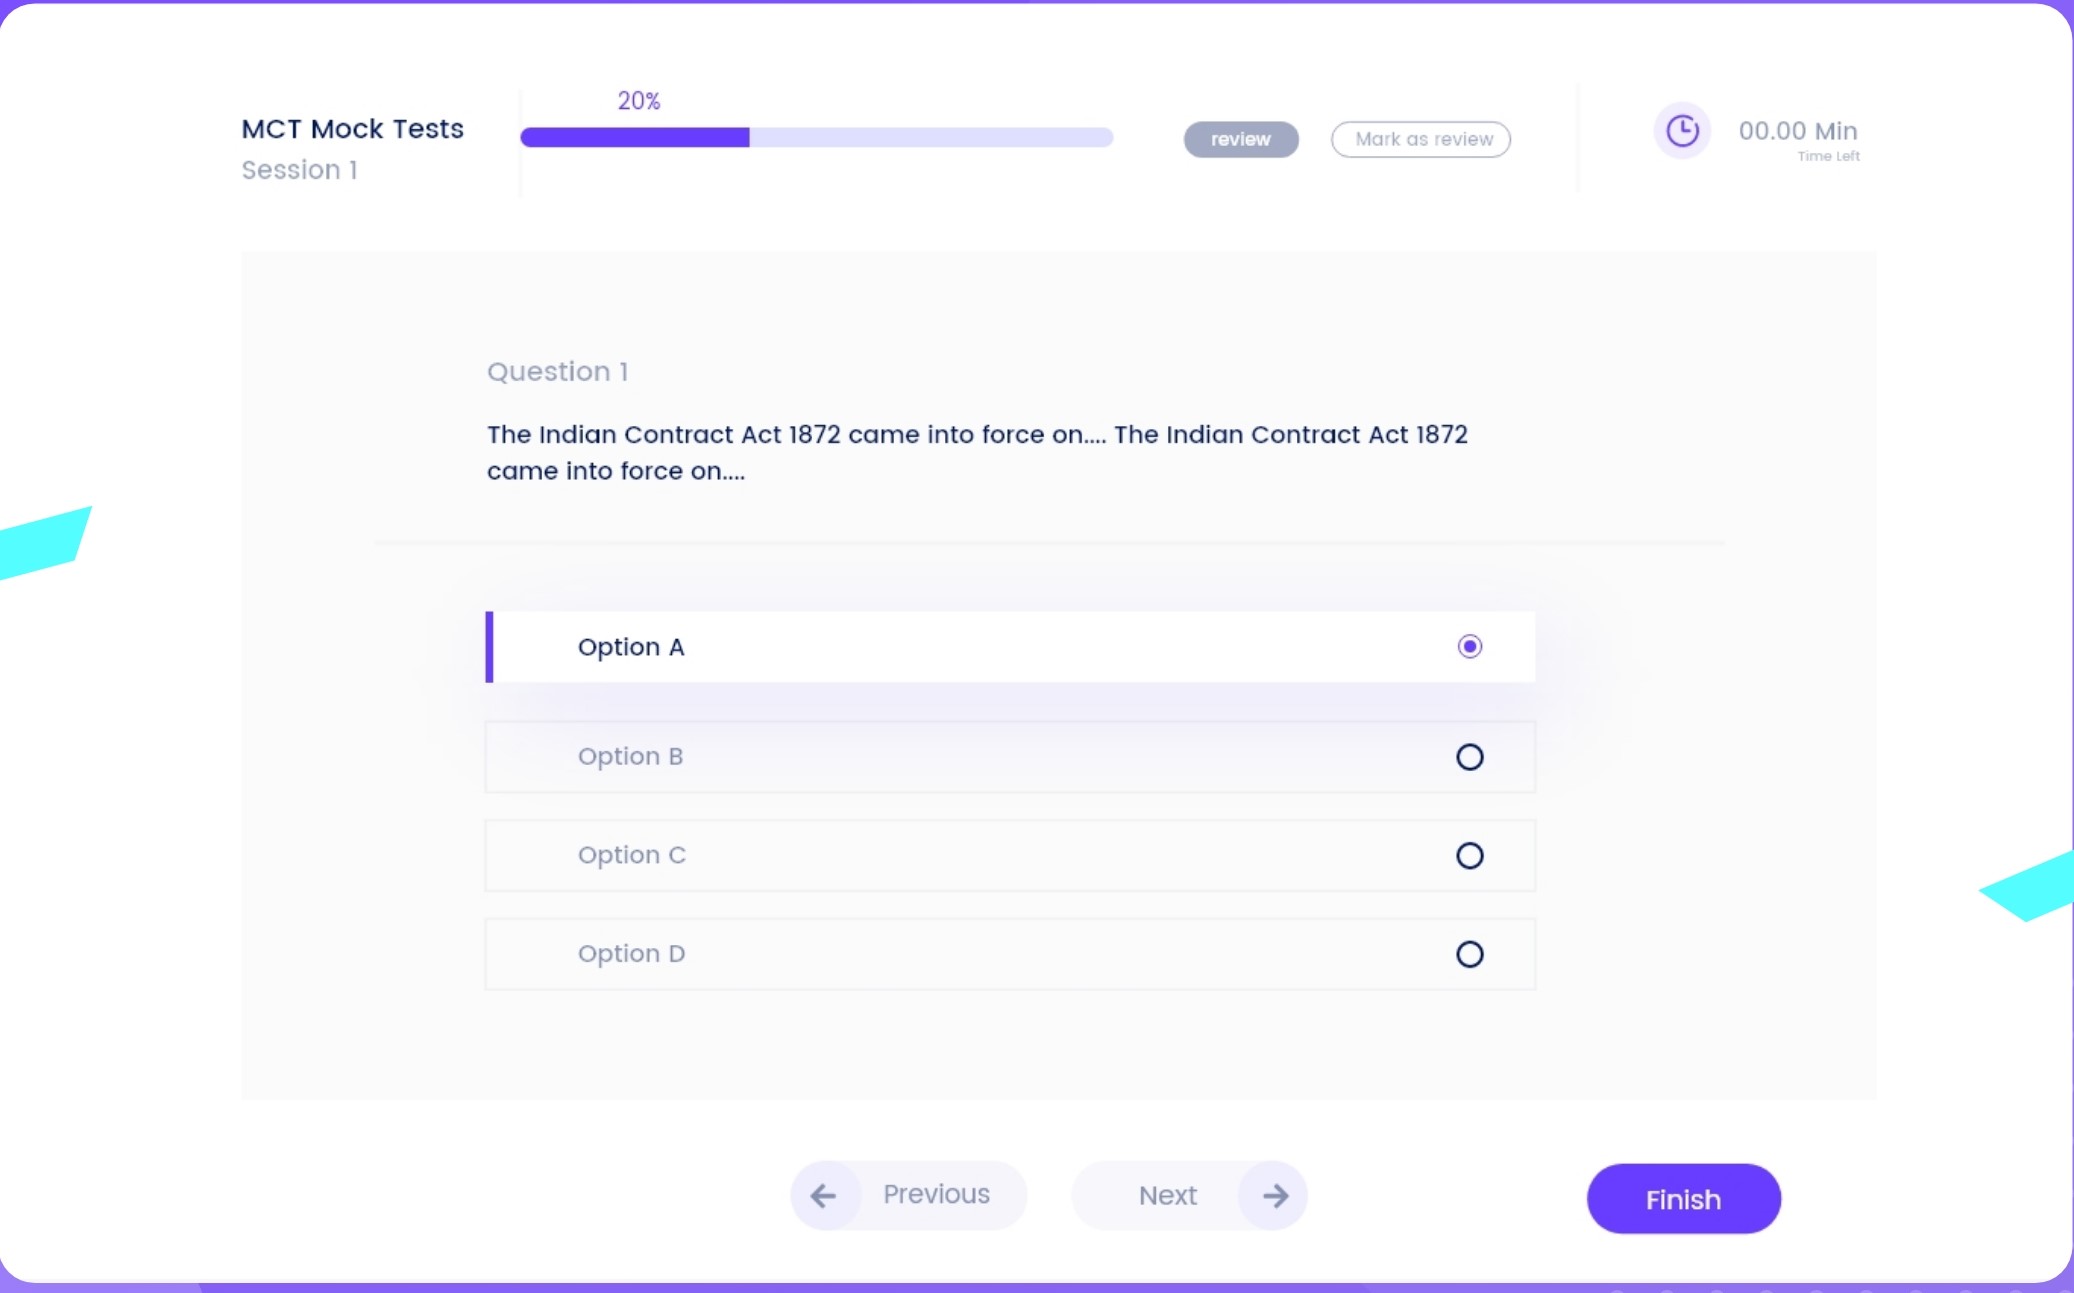 MCT Mock Tests
Session 1
20%
review
Mark as review
00.00 Min
Time Left
Question 1
The Indian Contract Act 1872 came into force on.... The Indian Contract Act 1872
came into force on....
Option A
Option B
Option C
Option D
Previous
Next
Finish